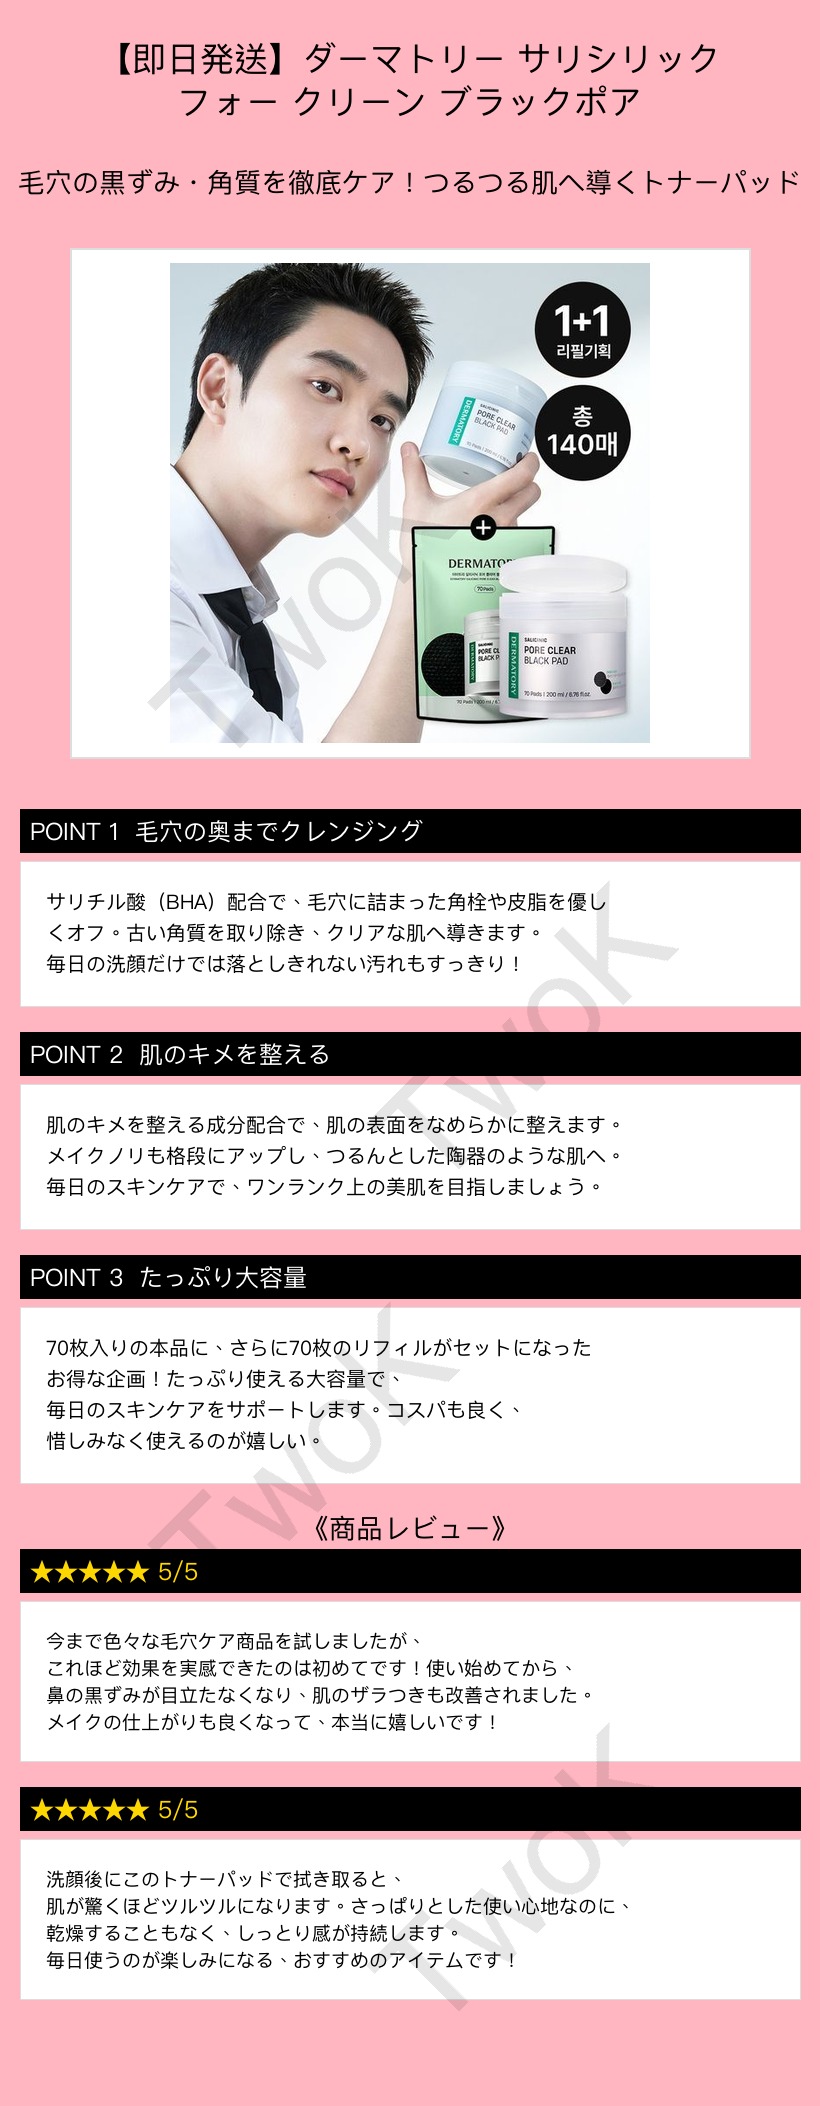 【即日発送】ダーマトリー サリシリック
フォー クリーン ブラックポア
毛穴の黒ずみ・角質を徹底ケア！つるつる肌へ導くトナーパッド
1+1
리필기획
총
140매
DERMATORY
SALICINIC
PORE CLEAR
BLACK PAD
+
DERMATO
70 Pads
DERMATORY
SALICINIC
PORE CLEAR
BLACK PAD
70 Pads | 200 ml / 6.76 fl.oz.
TwoK
POINT 1 毛穴の奥までクレンジング
サリチル酸（BHA）配合で、毛穴に詰まった角栓や皮脂を優し
くオフ。古い角質を取り除き、クリアな肌へ導きます。
毎日の洗顔だけでは落としきれない汚れもすっきり！
TwoK
POINT 2 肌のキメを整える
肌のキメを整える成分配合で、肌の表面をなめらかに整えます。
メイクノリも格段にアップし、つるんとした陶器のような肌へ。
毎日のスキンケアで、ワンランク上の美肌を目指しましょう。
POINT 3 たっぷり大容量
70枚入りの本品に、さらに70枚のリフィルがセットになった
お得な企画！たっぷり使える大容量で、
毎日のスキンケアをサポートします。コスパも良く、
惜しみなく使えるのが嬉しい。
TwoK
《商品レビュー》
★★★★★ 5/5
今まで色々な毛穴ケア商品を試しましたが、
これほど効果を実感できたのは初めてです！使い始めてから、
鼻の黒ずみが目立たなくなり、肌のザラつきも改善されました。
メイクの仕上がりも良くなって、本当に嬉しいです！
★★★★★ 5/5
洗顔後にこのトナーパッドで拭き取ると、
肌が驚くほどツルツルになります。さっぱりとした使い心地なのに、
乾燥することもなく、しっとり感が持続します。
毎日使うのが楽しみになる、おすすめのアイテムです！
TwoK